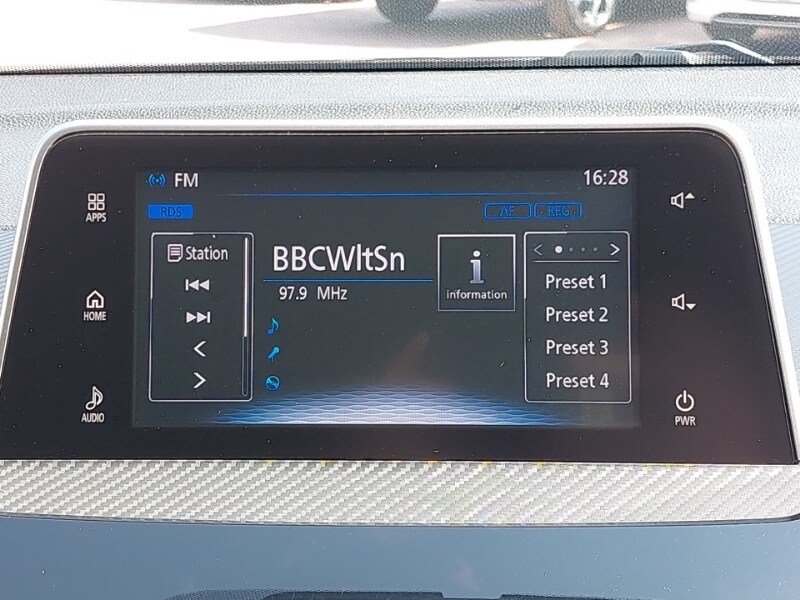 FM
16:28
RDS
AF
REG
APPS
HOME
AUDIO
Station
BBCWltSn
97.9 MHz
i
information
Preset 1
Preset 2
Preset 3
Preset 4
PWR